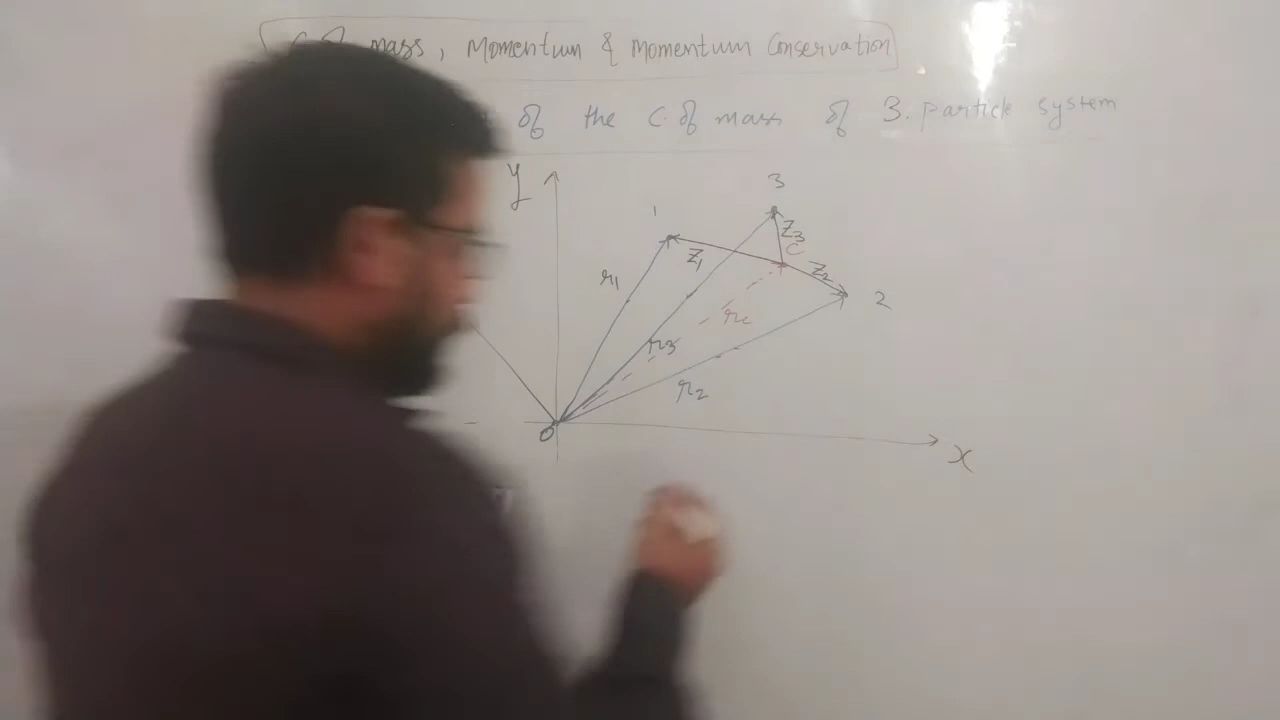 mass, Momentum & Momentum Conservation
of the C. of mass of 3. particle system
y
3
1
z3
C
z1
z2
r1
2
rc
r3
r2
O
x